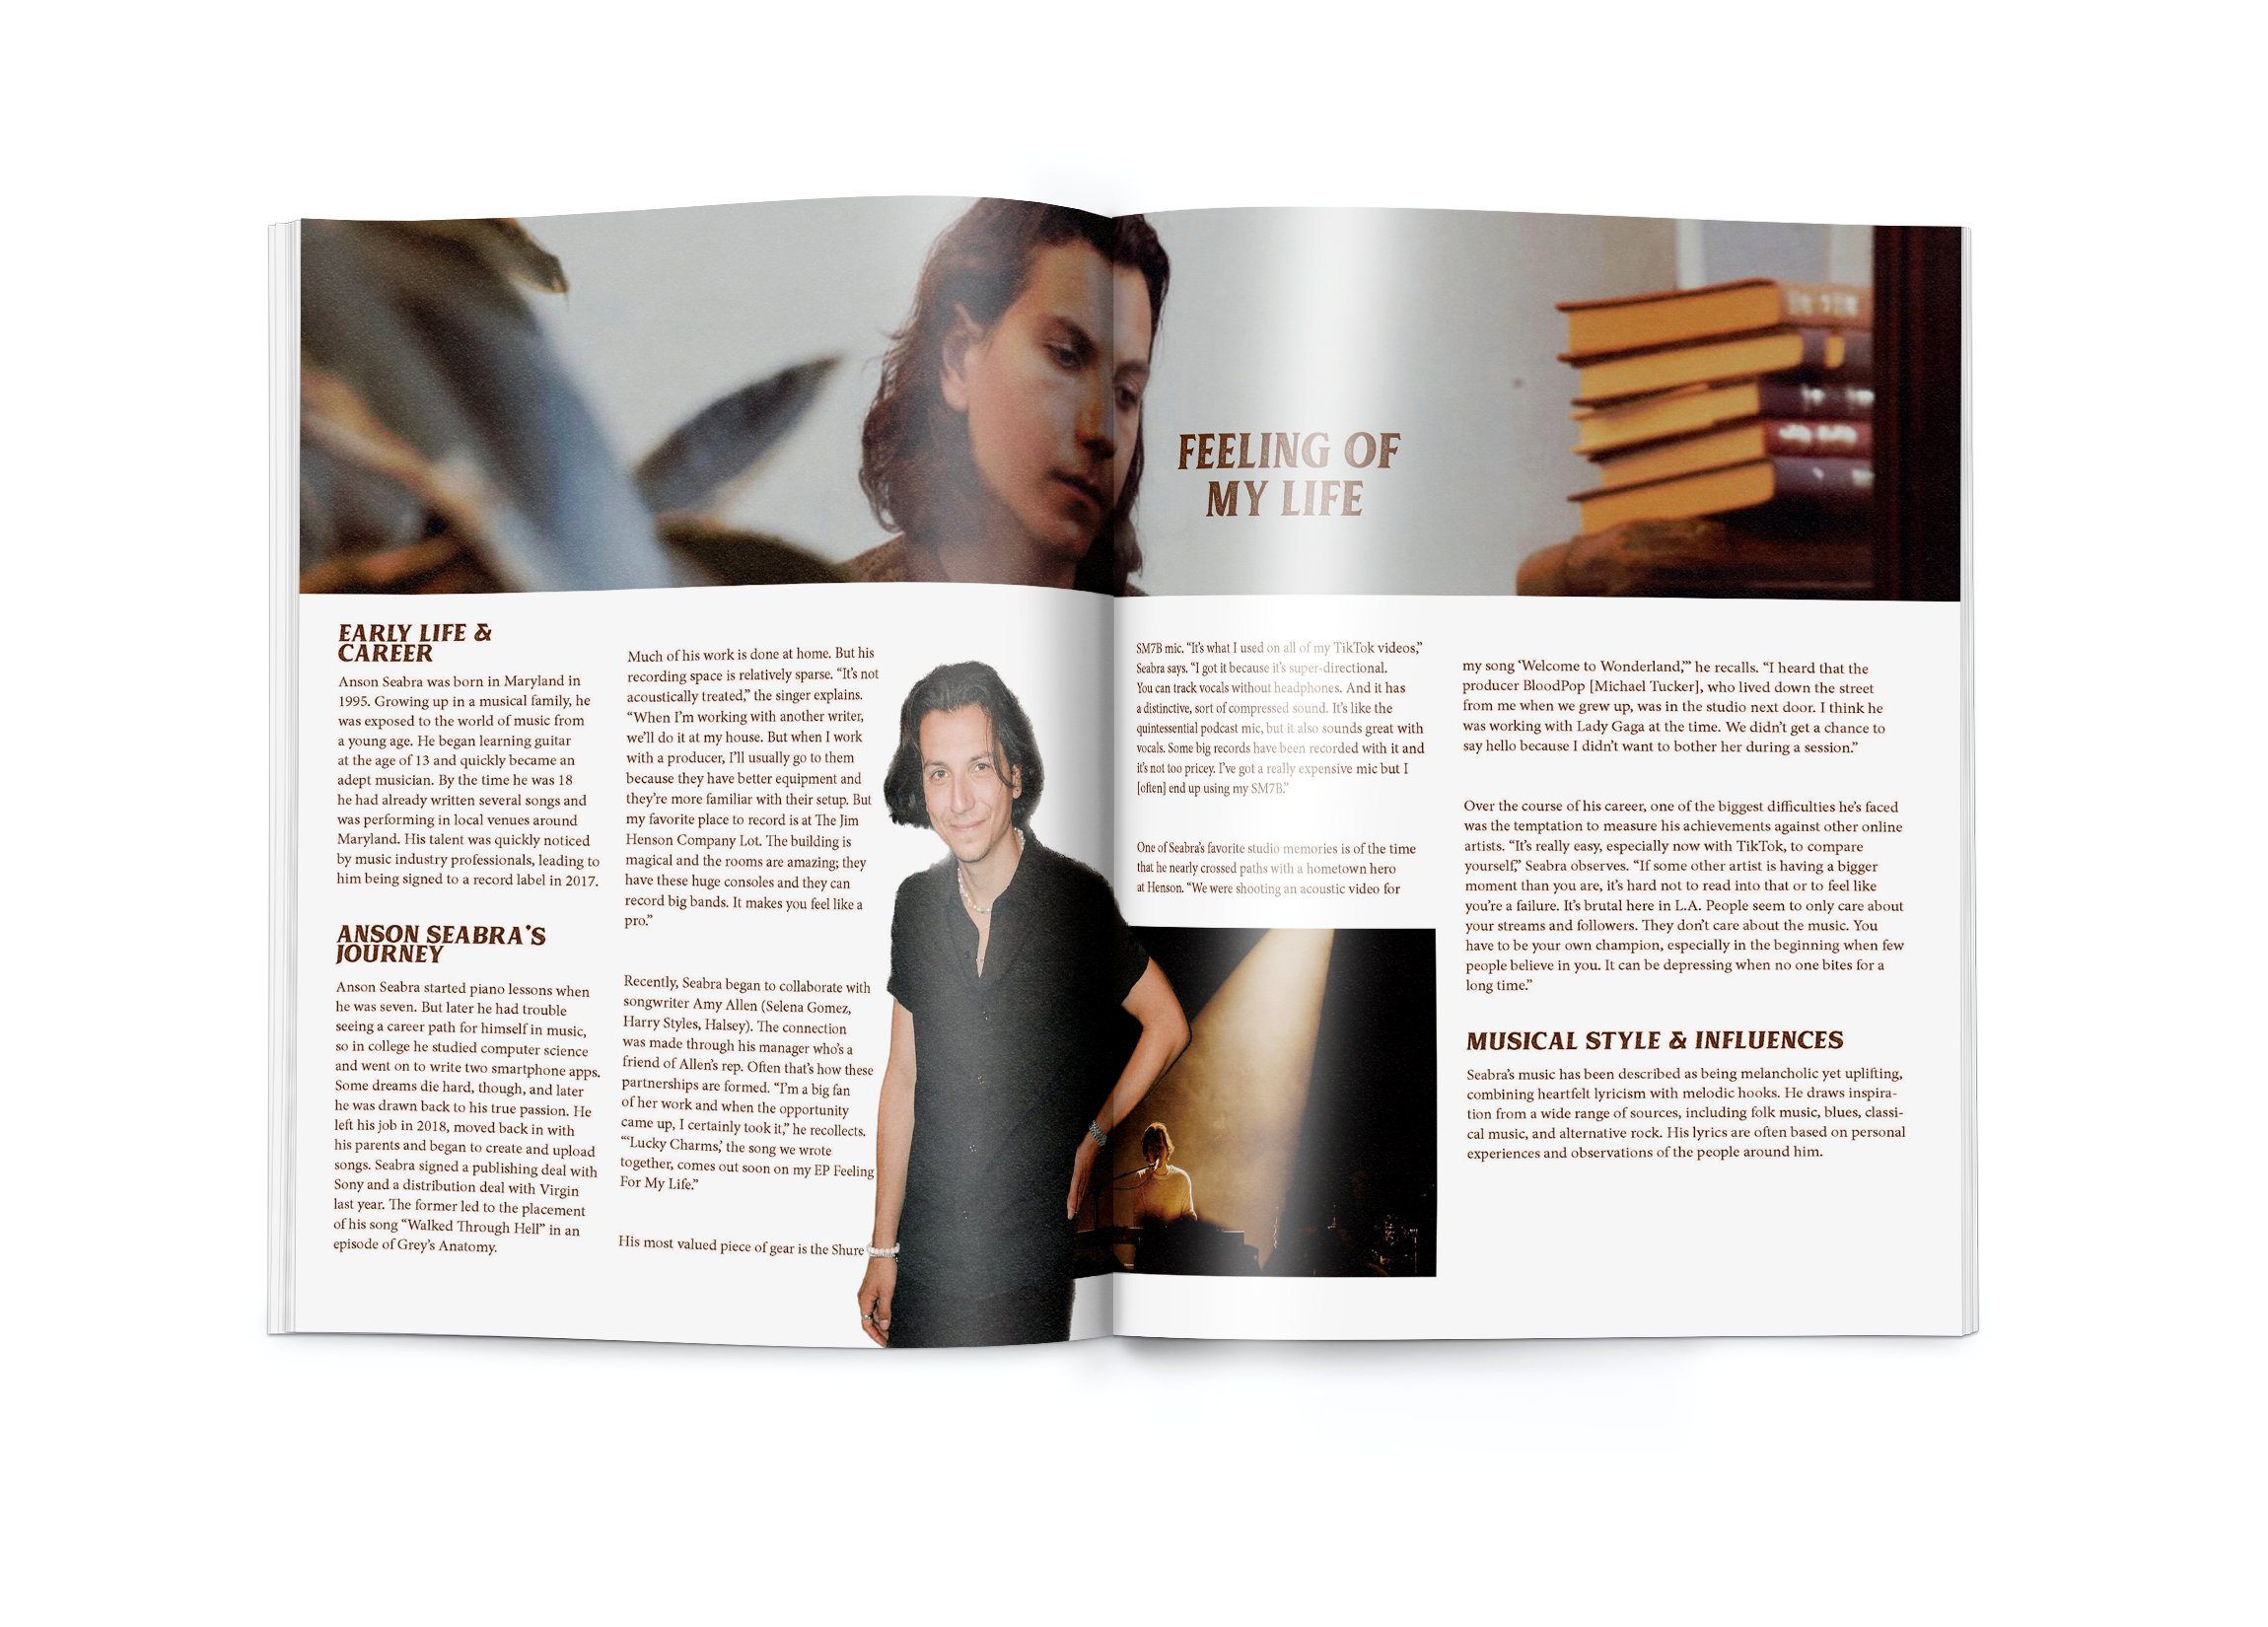 FEELING OF
MY LIFE
EARLY LIFE &
CAREER
Anson Seabra was born in Maryland in
1995. Growing up in a musical family, he
was exposed to the world of music from
a young age. He began learning guitar
at the age of 13 and quickly became an
adept musician. By the time he was 18
he had already written several songs and
was performing in local venues around
Maryland. His talent was quickly noticed
by music industry professionals, leading to
him being signed to a record label in 2017.
ANSON SEABRA'S
JOURNEY
Anson Seabra started piano lessons when
he was seven. But later he had trouble
seeing a career path for himself in music,
so in college he studied computer science
and went on to write two smartphone apps.
Some dreams die hard, though, and later
he was drawn back to his true passion. He
left his job in 2018, moved back in with
his parents and began to create and upload
songs. Seabra signed a publishing deal with
Sony and a distribution deal with Virgin
last year. The former led to the placement
of his song “Walked Through Hell” in an
episode of Grey’s Anatomy.
Much of his work is done at home. But his
recording space is relatively sparse. “It’s not
acoustically treated,” the singer explains.
“When I’m working with another writer,
we’ll do it at my house. But when I work
with a producer, I’ll usually go to them
because they have better equipment and
they’re more familiar with their setup. But
my favorite place to record is at The Jim
Henson Company Lot. The building is
magical and the rooms are amazing; they
have these huge consoles and they can
record big bands. It makes you feel like a
pro.”
Recently, Seabra began to collaborate with
songwriter Amy Allen (Selena Gomez,
Harry Styles, Halsey). The connection
was made through his manager who’s a
friend of Allen’s rep. Often that’s how these
partnerships are formed. “I’m a big fan
of her work and when the opportunity
came up, I certainly took it,” he recollects.
“‘Lucky Charms,’ the song we wrote
together, comes out soon on my EP Feeling
For My Life.”
His most valued piece of gear is the Shure
SM7B mic. “It’s what I used on all of my TikTok videos,”
Seabra says. “I got it because it’s super-directional.
You can track vocals without headphones. And it has
a distinctive, sort of compressed sound. It’s like the
quintessential podcast mic, but it also sounds great with
vocals. Some big records have been recorded with it and
it’s not too pricey. I’ve got a really expensive mic but I
[often] end up using my SM7B.”
One of Seabra’s favorite studio memories is of the time
that he nearly crossed paths with a hometown hero
at Henson. “We were shooting an acoustic video for
my song ‘Welcome to Wonderland,’” he recalls. “I heard that the
producer BloodPop [Michael Tucker], who lived down the street
from me when we grew up, was in the studio next door. I think he
was working with Lady Gaga at the time. We didn’t get a chance to
say hello because I didn’t want to bother her during a session.”
Over the course of his career, one of the biggest difficulties he’s faced
was the temptation to measure his achievements against other online
artists. “It’s really easy, especially now with TikTok, to compare
yourself,” Seabra observes. “If some other artist is having a bigger
moment than you are, it’s hard not to read into that or to feel like
you’re a failure. It’s brutal here in L.A. People seem to only care about
your streams and followers. They don’t care about the music. You
have to be your own champion, especially in the beginning when few
people believe in you. It can be depressing when no one bites for a
long time.”
MUSICAL STYLE & INFLUENCES
Seabra’s music has been described as being melancholic yet uplifting,
combining heartfelt lyricism with melodic hooks. He draws inspira-
tion from a wide range of sources, including folk music, blues, classi-
cal music, and alternative rock. His lyrics are often based on personal
experiences and observations of the people around him.